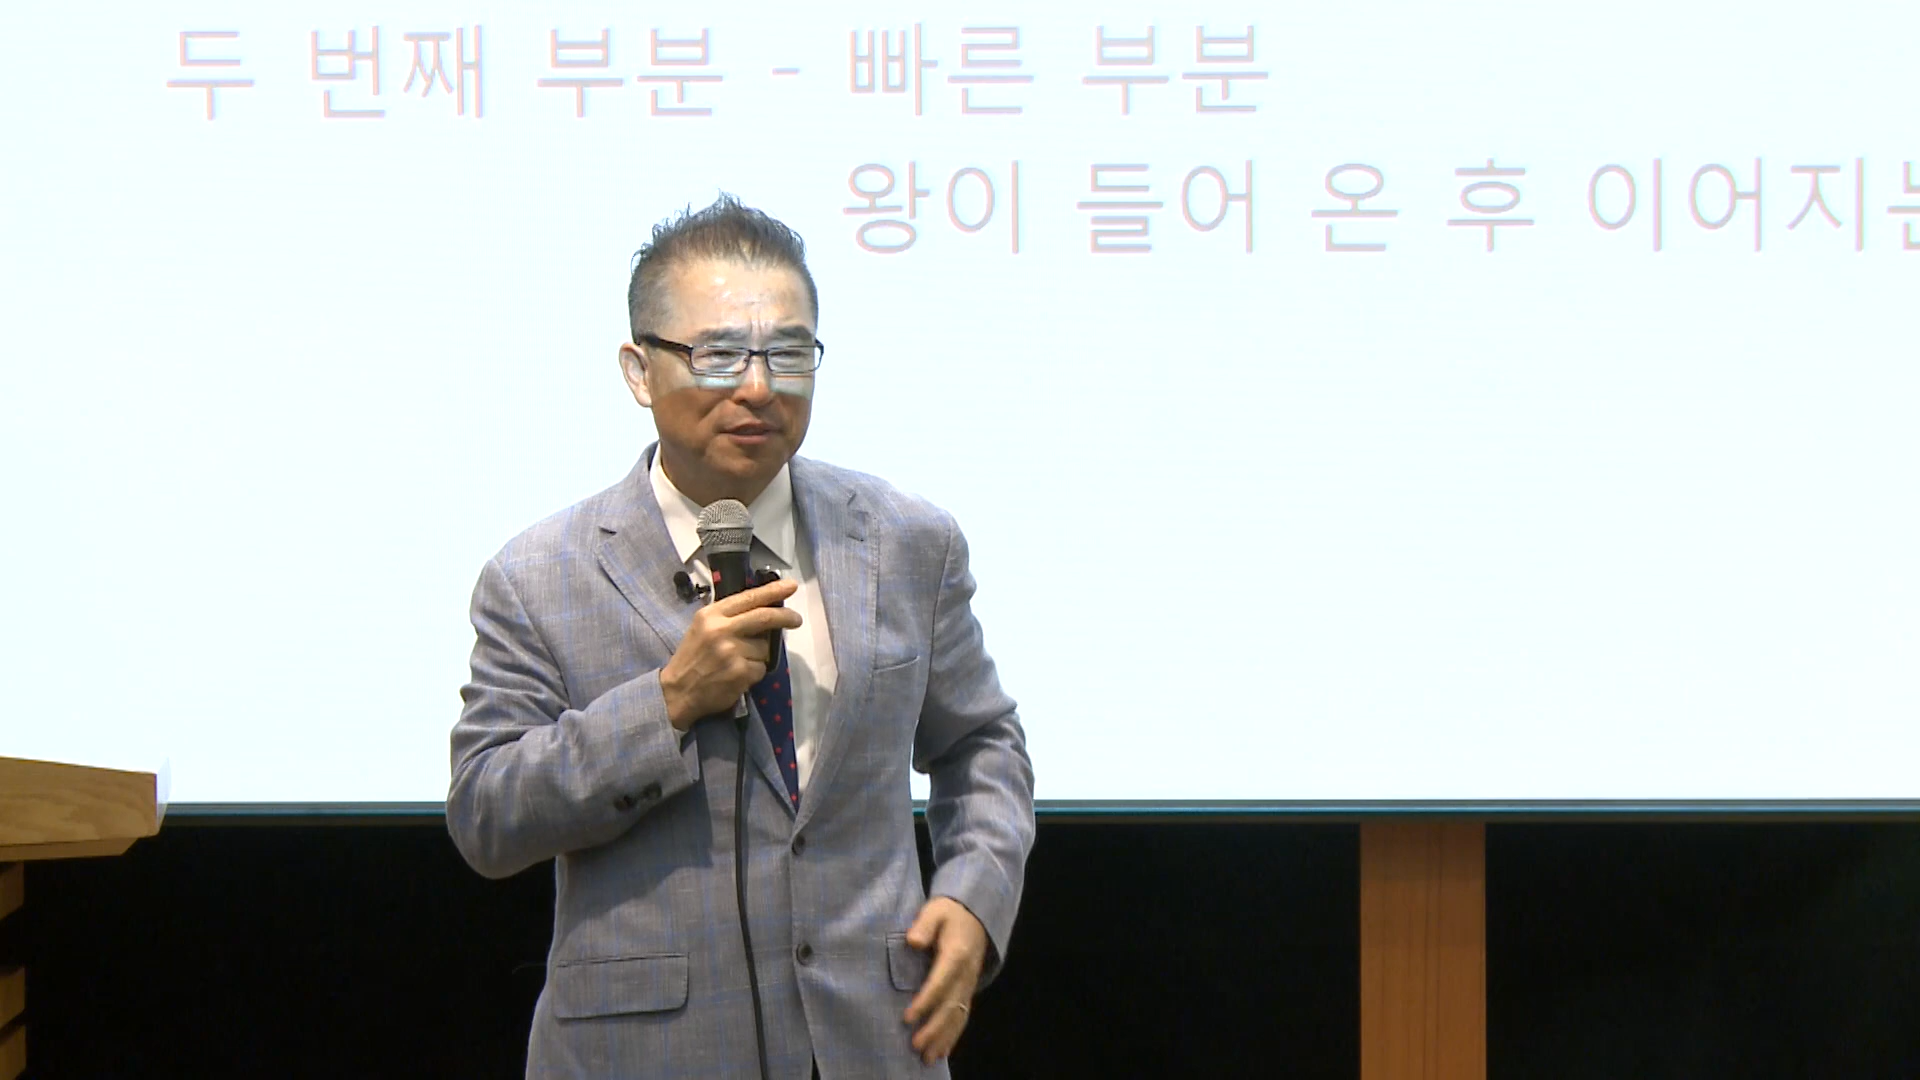 두 번째 부분 - 빠른 부분
왕이 들어 온 후 이어지는